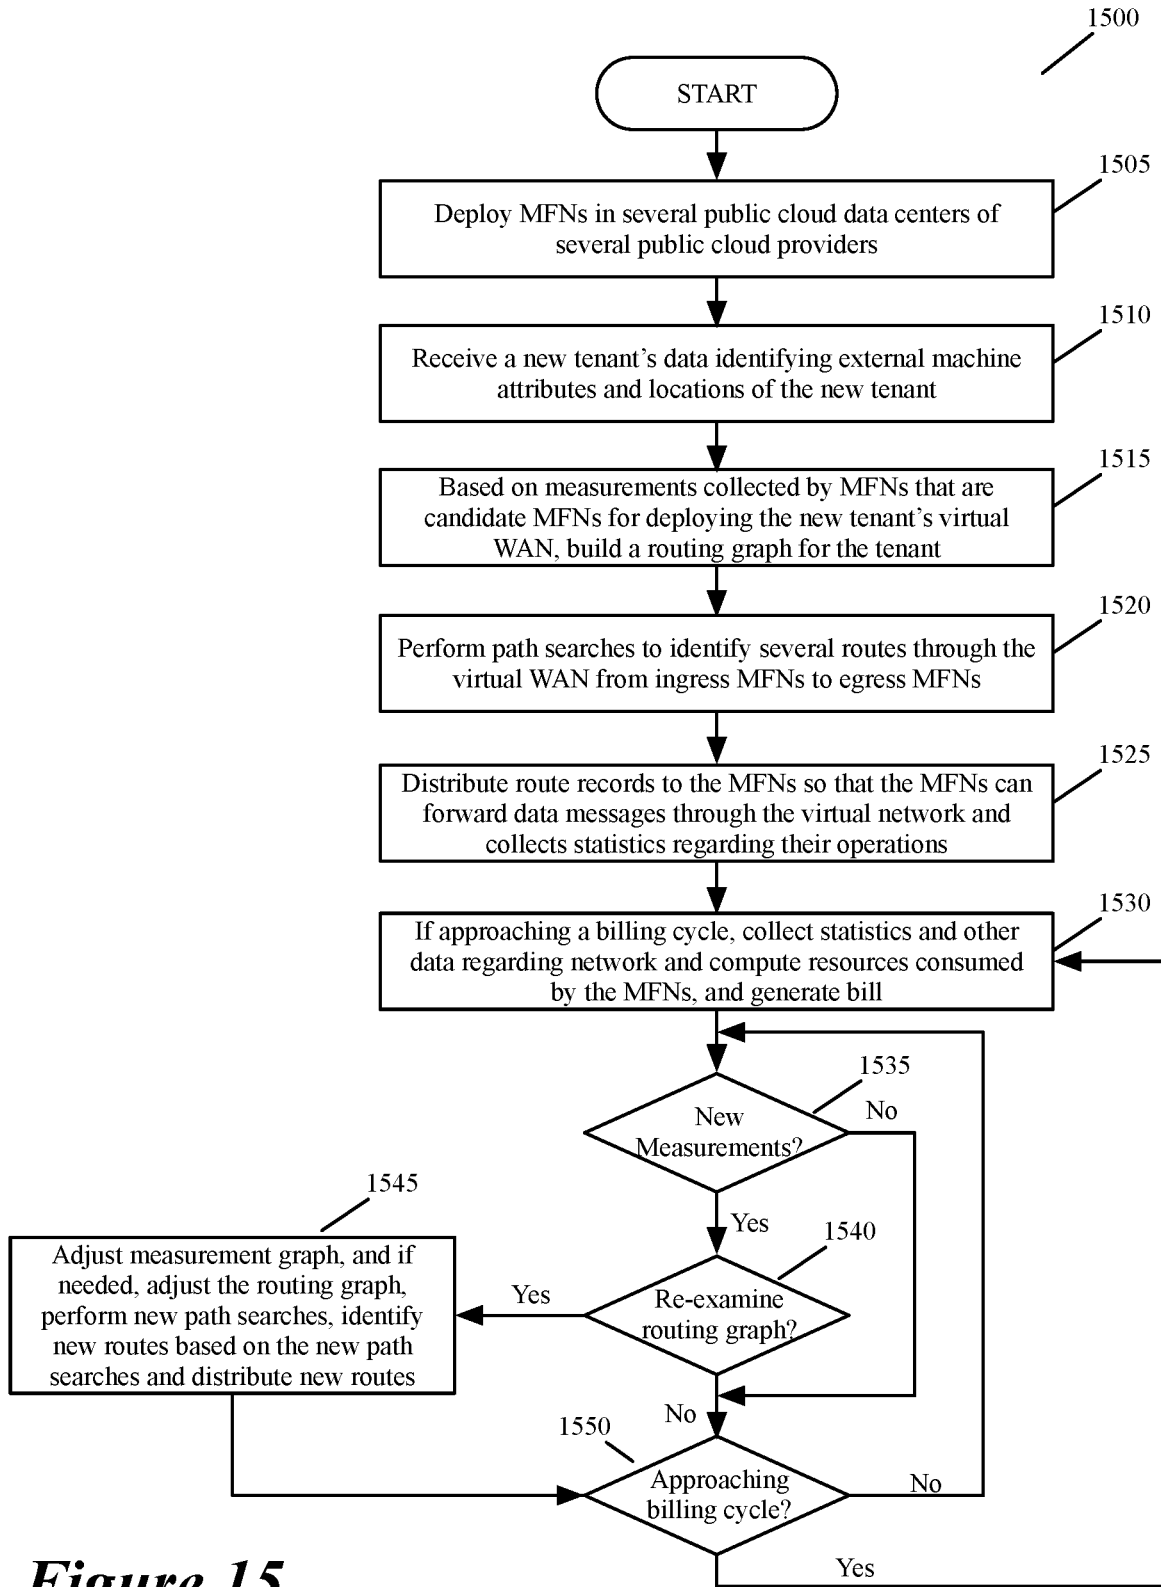 1500
START
1505
Deploy MFNs in several public cloud data centers of
several public cloud providers
1510
Receive a new tenant’s data identifying external machine
attributes and locations of the new tenant
1515
Based on measurements collected by MFNs that are
candidate MFNs for deploying the new tenant’s virtual
WAN, build a routing graph for the tenant
1520
Perform path searches to identify several routes through the
virtual WAN from ingress MFNs to egress MFNs
1525
Distribute route records to the MFNs so that the MFNs can
forward data messages through the virtual network and
collects statistics regarding their operations
1530
If approaching a billing cycle, collect statistics and other
data regarding network and compute resources consumed
by the MFNs, and generate bill
1535
New
Measurements?
No
Yes
1540
Re-examine
routing graph?
Yes
No
1545
Adjust measurement graph, and if
needed, adjust the routing graph,
perform new path searches, identify
new routes based on the new path
searches and distribute new routes
1550
Approaching
billing cycle?
No
Yes
Figure 15